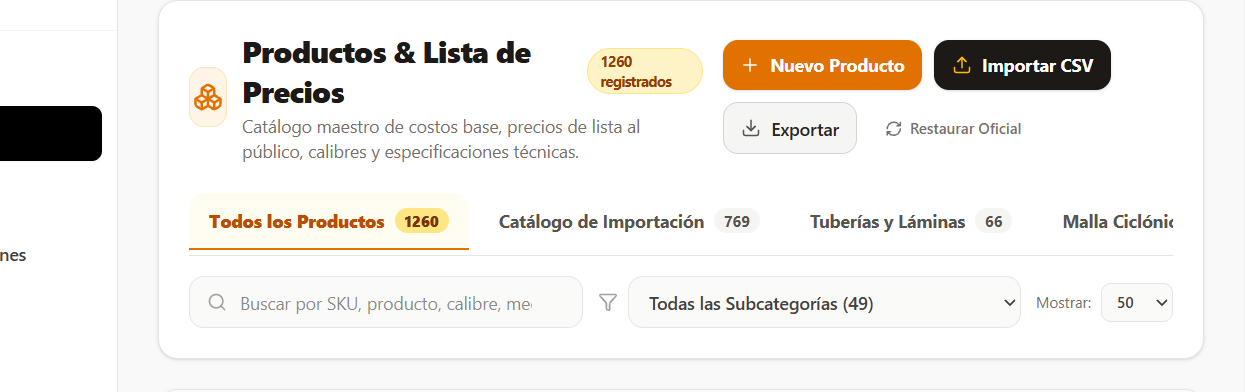 Productos & Lista de
Precios
1260
registrados
Catálogo maestro de costos base, precios de lista al
público, calibres y especificaciones técnicas.
Nuevo Producto
Importar CSV
Exportar
Restaurar Oficial
Todos los Productos 1260
Catálogo de Importación 769
Tuberías y Láminas 66
Malla Ciclónic
nes
Buscar por SKU, producto, calibre, me
Todas las Subcategorías (49)
Mostrar: 50